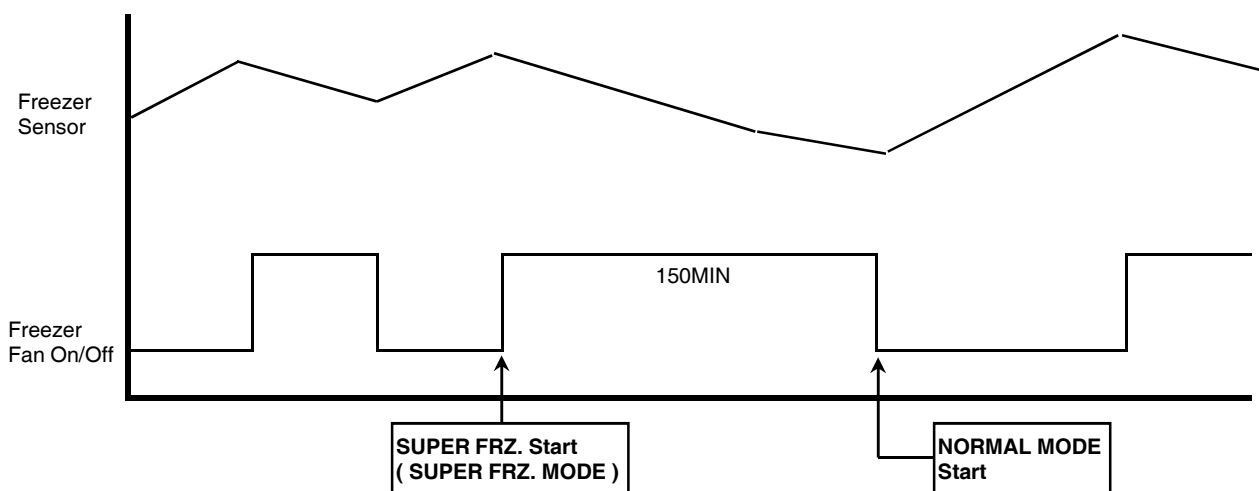 Freezer
Sensor
150MIN
Freezer
Fan On/Off
SUPER FRZ. Start
( SUPER FRZ. MODE )
NORMAL MODE
Start